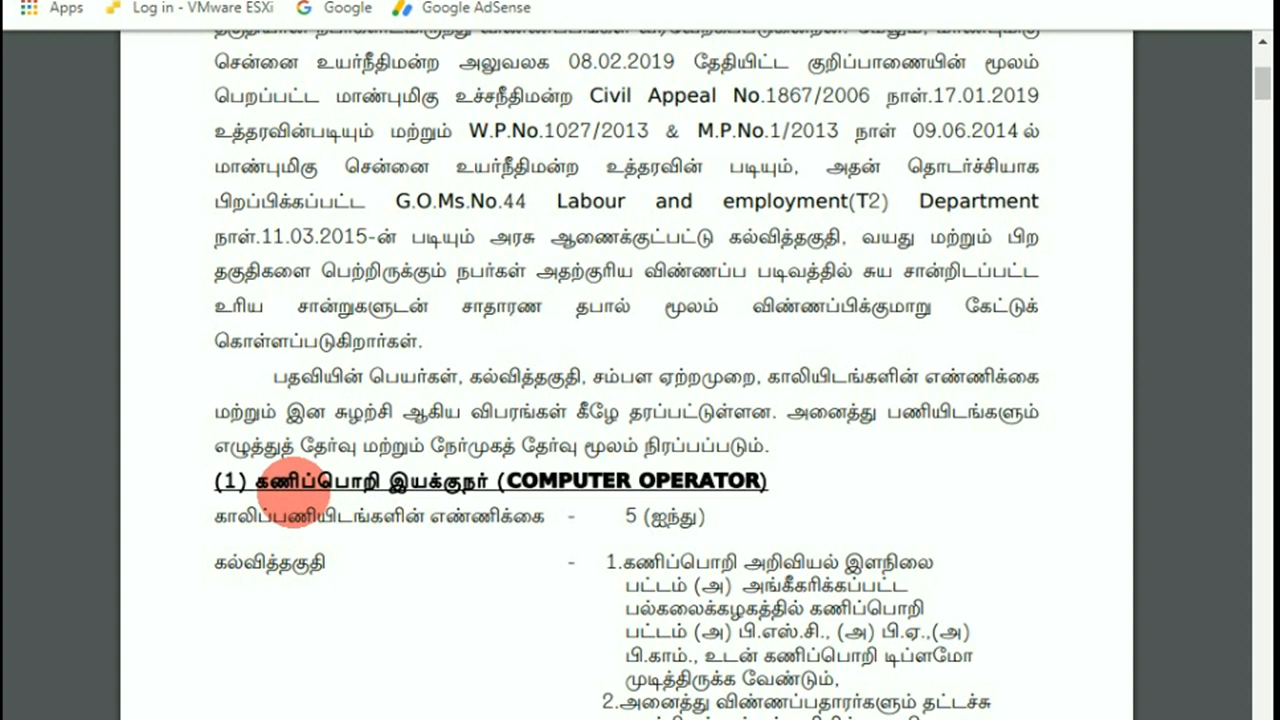 Apps Log in - VMware ESXi Google Google AdSense
சென்னை உயர்நீதிமன்ற அலுவலக 08.02.2019 தேதியிட்ட குறிப்பாணையின் மூலம்
பெறப்பட்ட மாண்புமிகு உச்சநீதிமன்ற Civil Appeal No.1867/2006 நாள்.17.01.2019
உத்தரவின்படியும் மற்றும் W.P.No.1027/2013 & M.P.No.1/2013 நாள் 09.06.2014 ல்
மாண்புமிகு சென்னை உயர்நீதிமன்ற உத்தரவின் படியும், அதன் தொடர்ச்சியாக
பிறப்பிக்கப்பட்ட G.O.Ms.No.44 Labour and employment(T2) Department
நாள்.11.03.2015-ன் படியும் அரசு ஆணைக்குட்பட்டு கல்வித்தகுதி, வயது மற்றும் பிற
தகுதிகளை பெற்றிருக்கும் நபர்கள் அதற்குரிய விண்ணப்ப படிவத்தில் சுய சான்றிடப்பட்ட
உரிய சான்றுகளுடன் சாதாரண தபால் மூலம் விண்ணப்பிக்குமாறு கேட்டுக்
கொள்ளப்படுகிறார்கள்.
பதவியின் பெயர்கள், கல்வித்தகுதி, சம்பள ஏற்றமுறை, காலியிடங்களின் எண்ணிக்கை
மற்றும் இன சுழற்சி ஆகிய விபரங்கள் கீழே தரப்பட்டுள்ளன. அனைத்து பணியிடங்களும்
எழுத்துத் தேர்வு மற்றும் நேர்முகத் தேர்வு மூலம் நிரப்பப்படும்.
(1) கணிப்பொறி இயக்குநர் (COMPUTER OPERATOR)
காலிப்பணியிடங்களின் எண்ணிக்கை - 5 (ஐந்து)
கல்வித்தகுதி - 1.கணிப்பொறி அறிவியல் இளநிலை
பட்டம் (அ) அங்கீகரிக்கப்பட்ட
பல்கலைக்கழகத்தில் கணிப்பொறி
பட்டம் (அ) பி.எஸ்.சி., (அ) பி.ஏ.,(அ)
பி.காம்., உடன் கணிப்பொறி டிப்ளமோ
முடித்திருக்க வேண்டும்,
2.அனைத்து விண்ணப்பதாரர்களும் தட்டச்சு